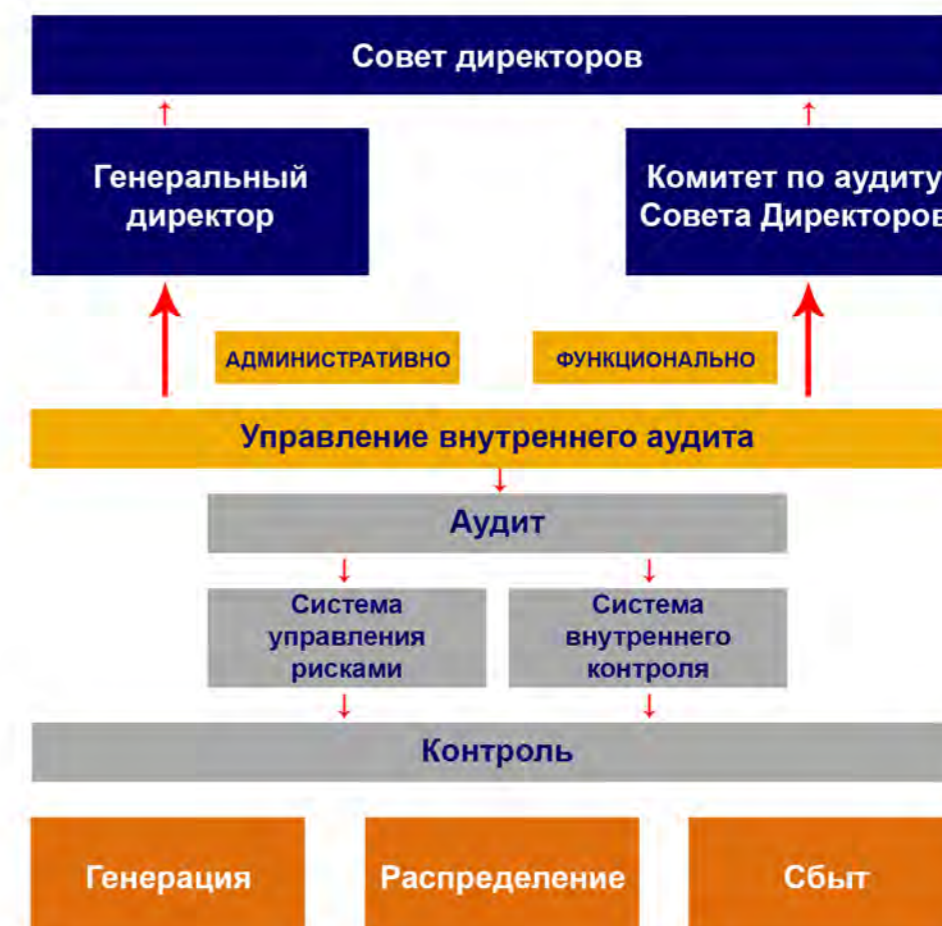 Совет директоров
Генеральный
директор
Комитет по аудиту
Совета Директоров
АДМИНИСТРАТИВНО
ФУНКЦИОНАЛЬНО
Управление внутреннего аудита
Аудит
Система
управления
рисками
Система
внутреннего
контроля
Контроль
Генерация
Распределение
Сбыт